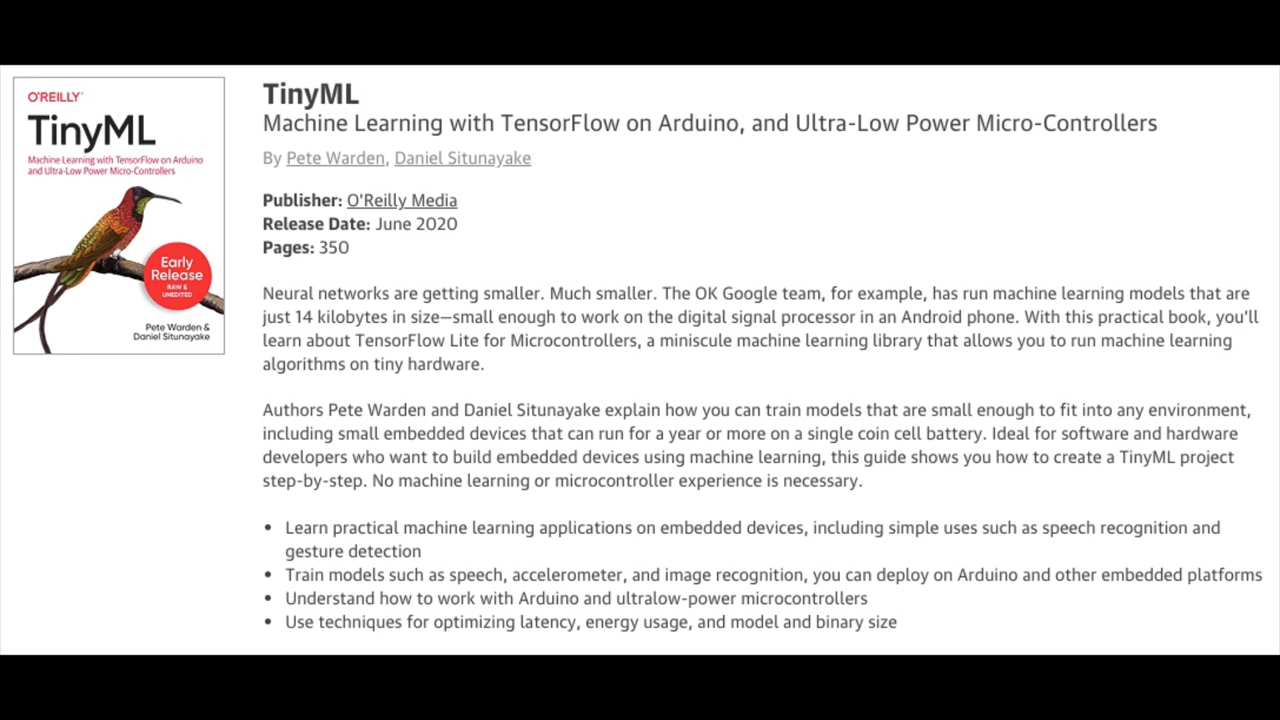 O'REILLY®
TinyML
Machine Learning with TensorFlow on Arduino
and Ultra-Low Power Micro-Controllers
Early
Release
RAW &
UNEDITED
Pete Warden &
Daniel Situnayake
TinyML
Machine Learning with TensorFlow on Arduino, and Ultra-Low Power Micro-Controllers
By Pete Warden, Daniel Situnayake
Publisher: O'Reilly Media
Release Date: June 2020
Pages: 350
Neural networks are getting smaller. Much smaller. The OK Google team, for example, has run machine learning models that are
just 14 kilobytes in size—small enough to work on the digital signal processor in an Android phone. With this practical book, you'll
learn about TensorFlow Lite for Microcontrollers, a miniscule machine learning library that allows you to run machine learning
algorithms on tiny hardware.
Authors Pete Warden and Daniel Situnayake explain how you can train models that are small enough to fit into any environment,
including small embedded devices that can run for a year or more on a single coin cell battery. Ideal for software and hardware
developers who want to build embedded devices using machine learning, this guide shows you how to create a TinyML project
step-by-step. No machine learning or microcontroller experience is necessary.
• Learn practical machine learning applications on embedded devices, including simple uses such as speech recognition and
gesture detection
• Train models such as speech, accelerometer, and image recognition, you can deploy on Arduino and other embedded platforms
• Understand how to work with Arduino and ultralow-power microcontrollers
• Use techniques for optimizing latency, energy usage, and model and binary size